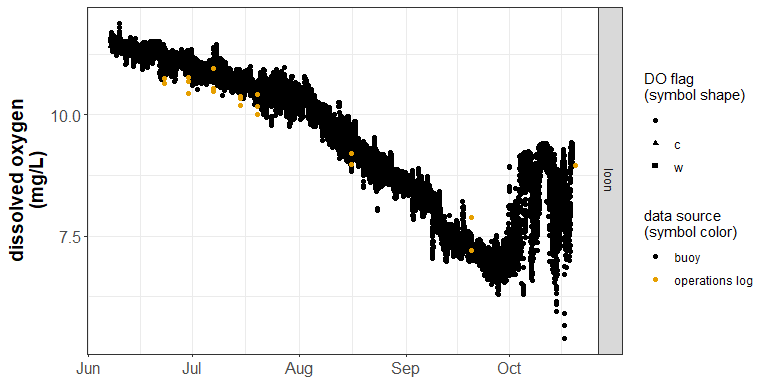 dissolved oxygen
(mg/L)
10.0
7.5
Jun
Jul
Aug
Sep
Oct
loon
DO flag
(symbol shape)
c
w
data source
(symbol color)
buoy
operations log